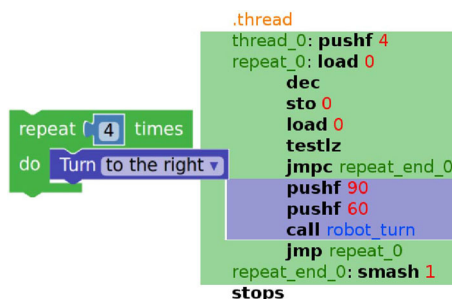 repeat 4 times
do Turn to the right ▾
.thread
thread_0: pushf 4
repeat_0: load 0
dec
sto 0
load 0
testlz
jmpc repeat_end_0
pushf 90
pushf 60
call robot_turn
jmp repeat_0
repeat_end_0: smash 1
stops